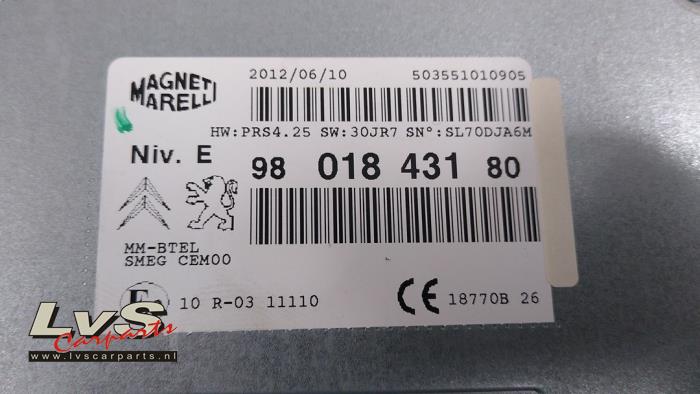 MAGNETI
MARELLI
2012/06/10 503551010905
HW:PRS4.25 SW:30JR7 SN°:SL70DJA6M
Niv. E 98 018 431 80
MM-BTEL
SMEG CEM00
E 10 R-03 11110 CE 18770B 26
LvS
Carparts
www.lvscarparts.nl